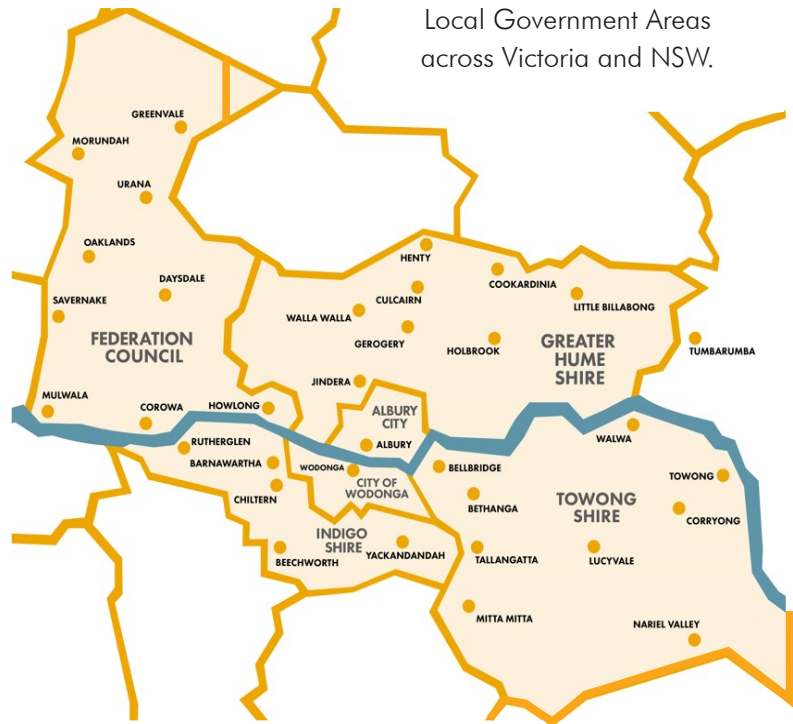 Local Government Areas
across Victoria and NSW.
GREENVALE
MORUNDAH
URANA
OAKLANDS
DAYSDALE
SAVERNAKE
FEDERATION
COUNCIL
MULWALA
COROWA
HOWLONG
HENTY
COOKARDINIA
CULCAIRN
LITTLE BILLABONG
WALLA WALLA
GEROGERY
HOLBROOK
GREATER
HUME
SHIRE
TUMBARUMBA
JINDERA
ALBURY
CITY
ALBURY
RUTHERGLEN
BARNAWARTHA
WODONGA
CITY OF
WODONGA
CHILTERN
INDIGO
SHIRE
BEECHWORTH
YACKANDANDAH
WALWA
BELLBRIDGE
TOWONG
BETHANGA
TOWONG
SHIRE
CORRYONG
TALLANGATTA
LUCYVALE
MITTA MITTA
NARIEL VALLEY